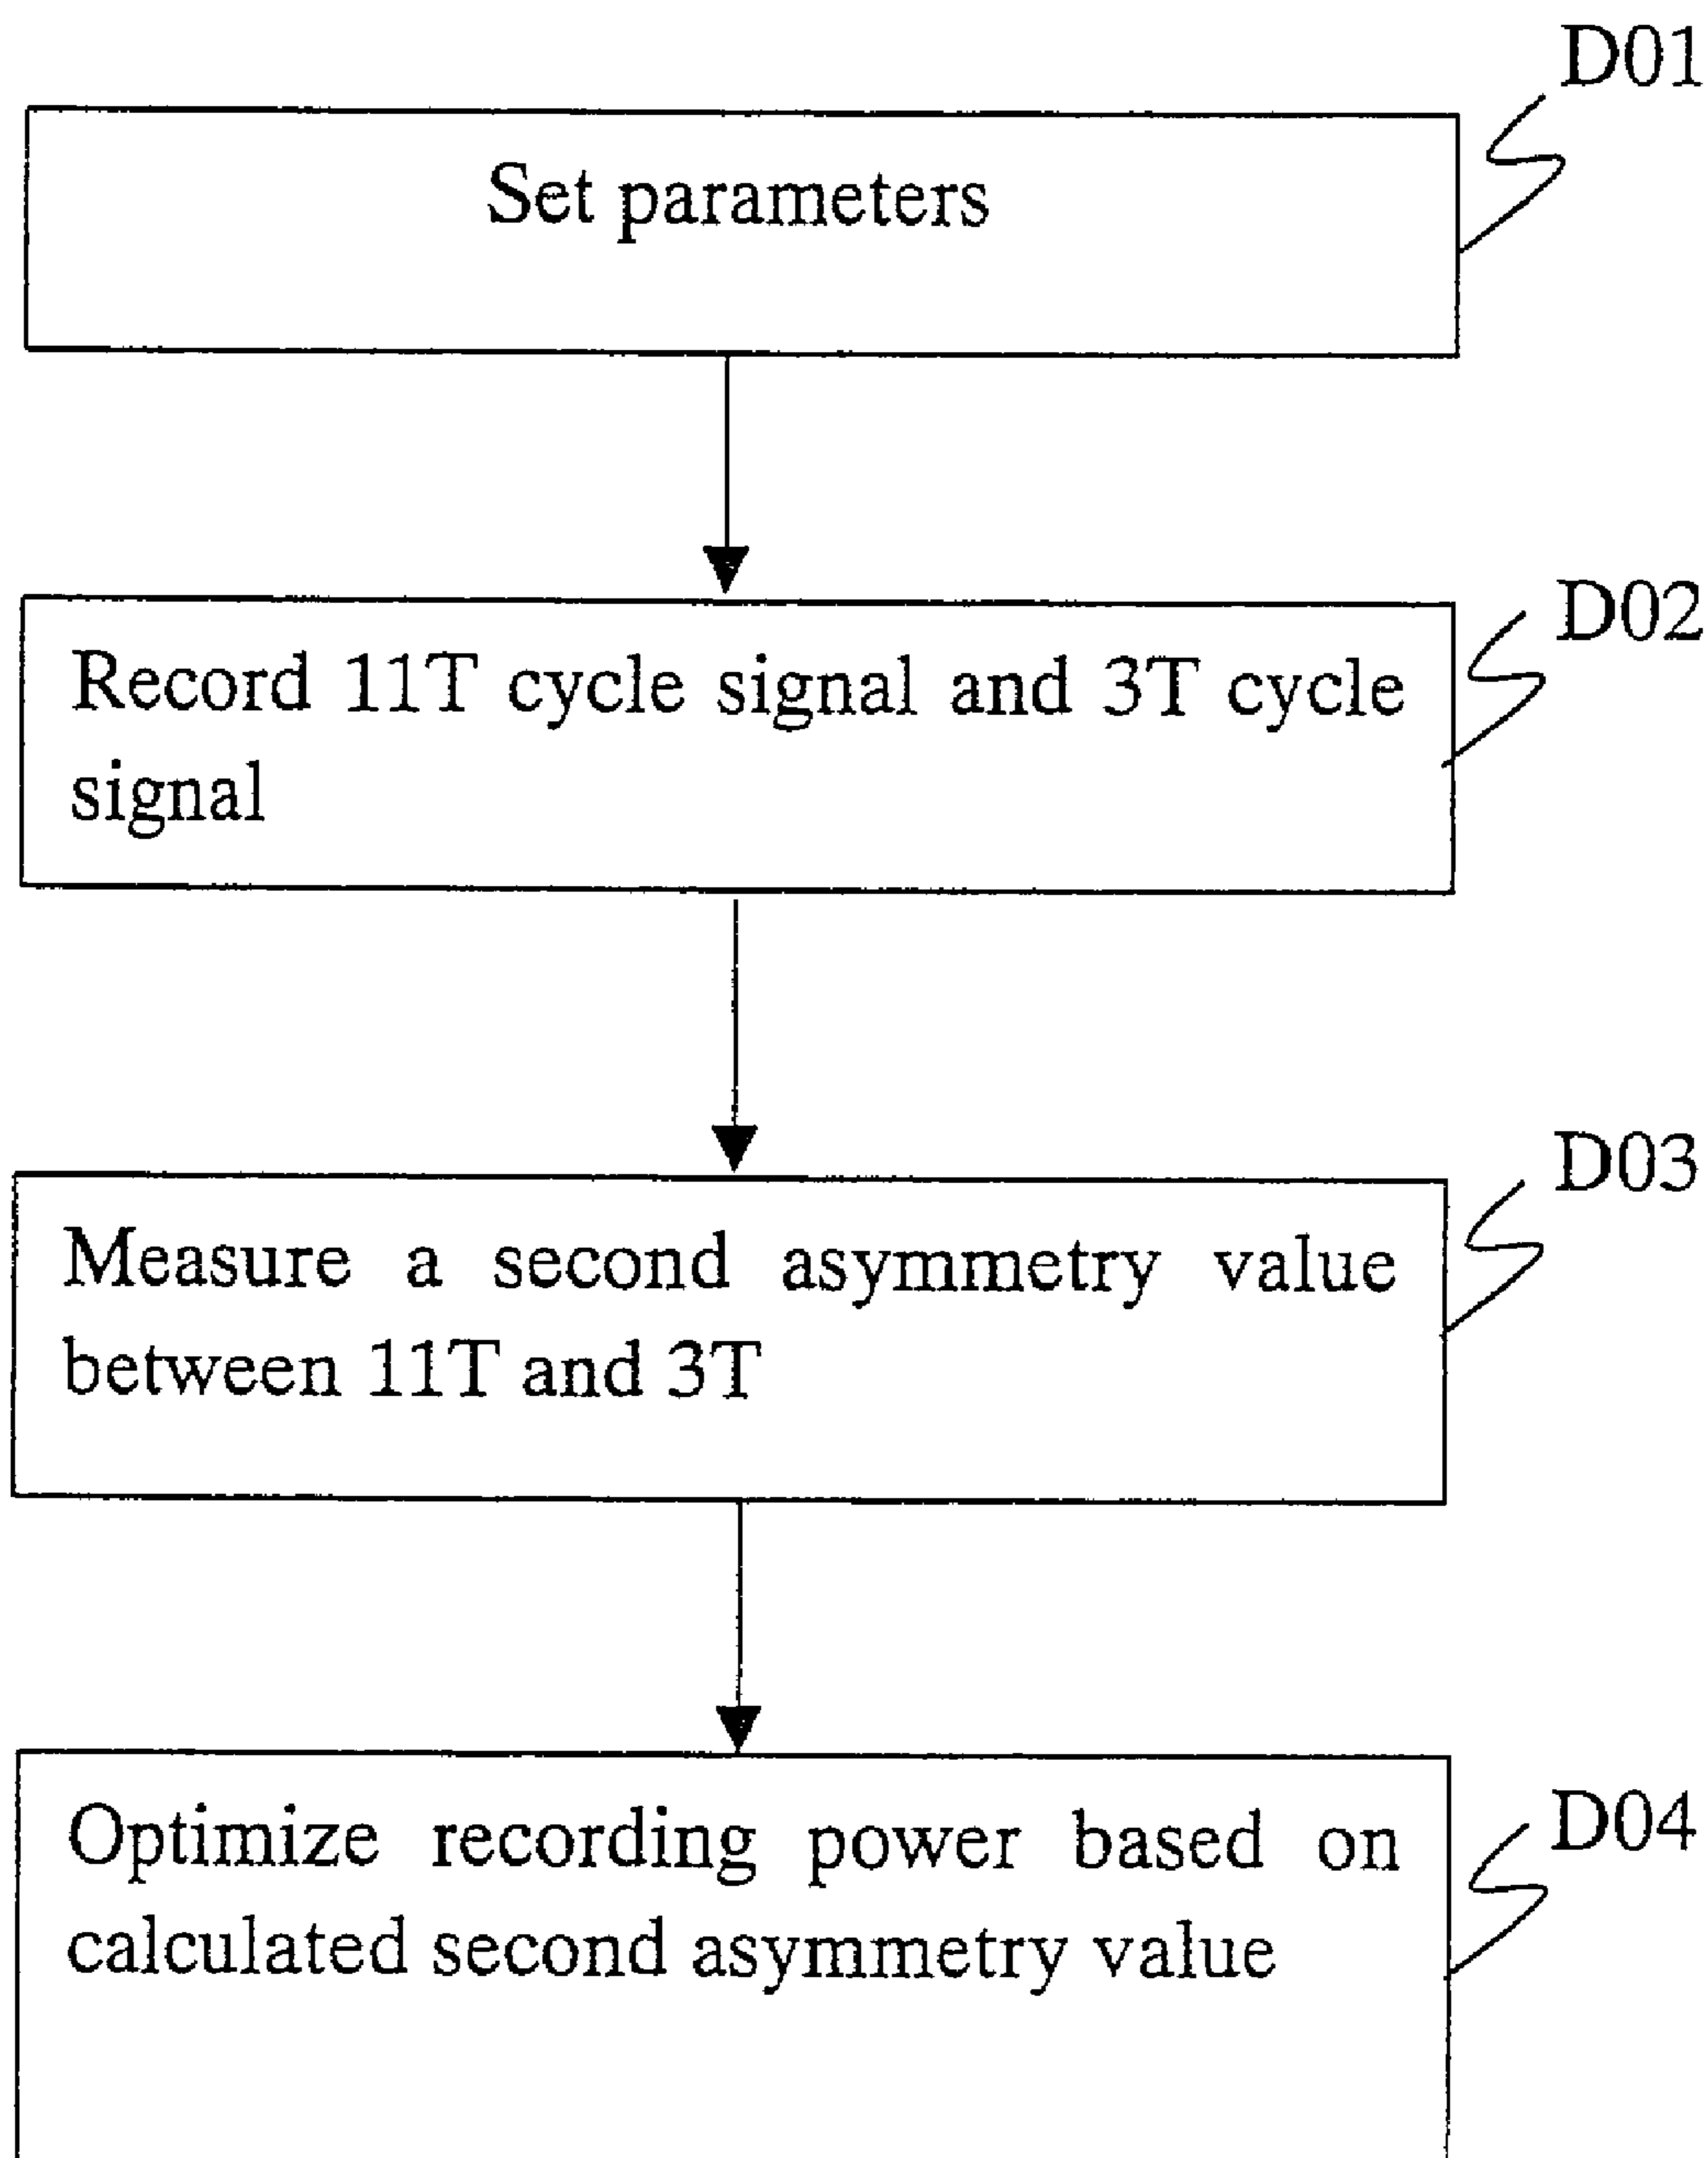 D01
Set parameters
D02
Record 11T cycle signal and 3T cycle
signal
D03
Measure a second asymmetry value
between 11T and 3T
D04
Optimize recording power based on
calculated second asymmetry value